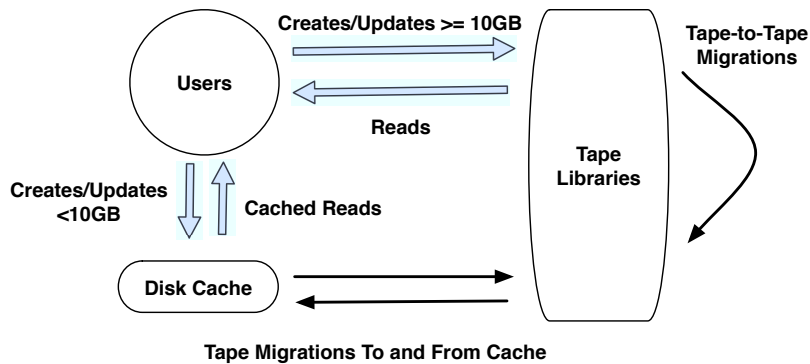 Creates/Updates >= 10GB
Tape-to-Tape
Migrations
Users
Reads
Tape
Libraries
Creates/Updates
<10GB
Cached Reads
Disk Cache
Tape Migrations To and From Cache